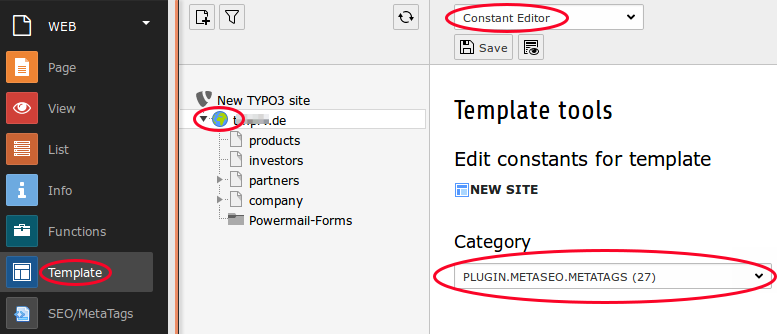 WEB
Page
View
List
Info
Functions
Template
SEO/MetaTags
New TYPO3 site
.de
products
investors
partners
company
Powermail-Forms
Constant Editor
Save
Template tools
Edit constants for template
NEW SITE
Category
PLUGIN.METASEO.METATAGS (27)